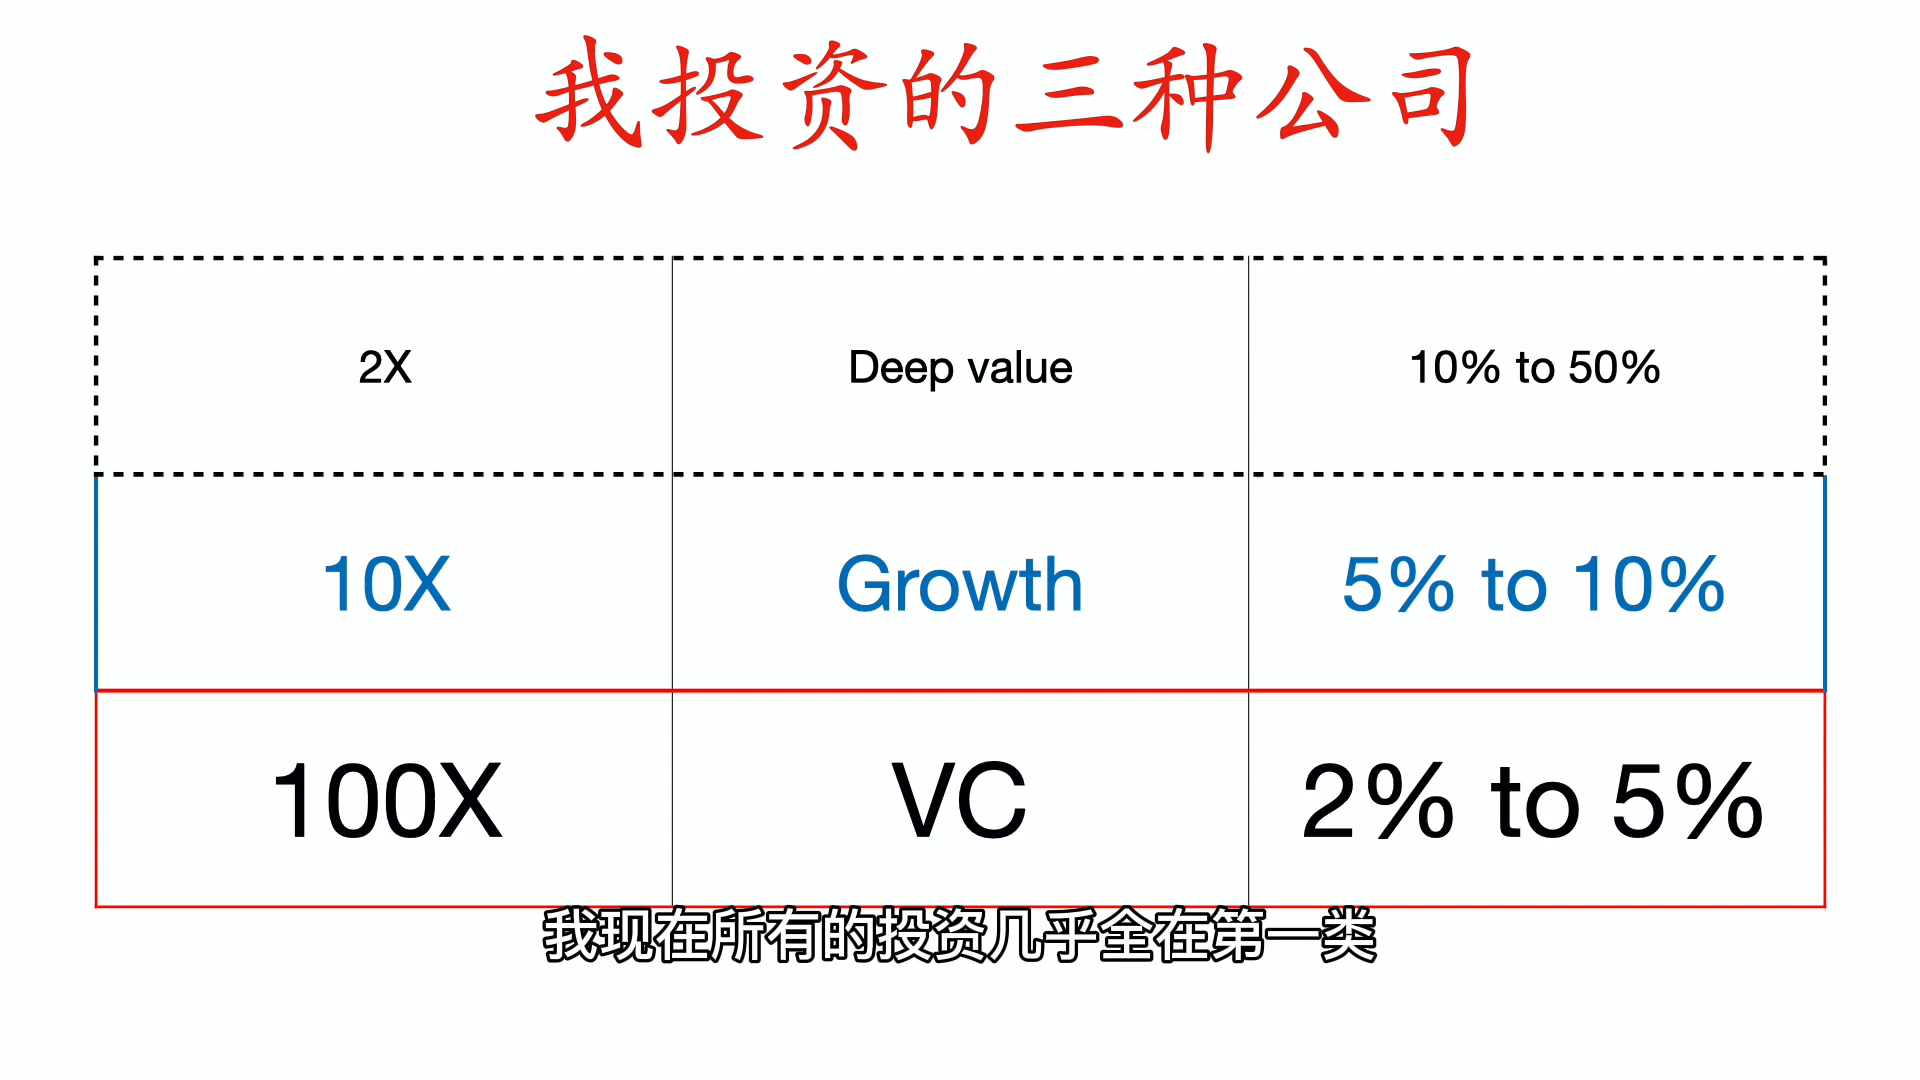 我投资的三种公司
2X Deep value 10% to 50%
10X Growth 5% to 10%
100X VC 2% to 5%
我现在所有的投资几乎全在第一类